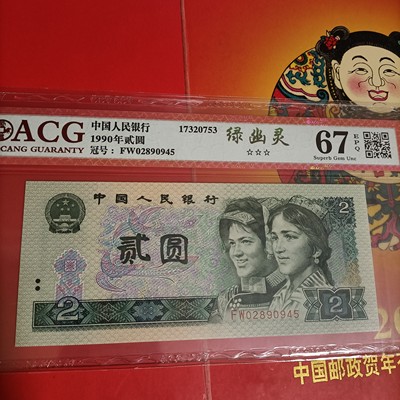 ACG
CANG GUARANTY
中国人民银行
1990年贰圆
冠号：FW02890945
17320753
绿幽灵
☆☆☆
67
EPQ
Superb Gem Unc
中国人民银行
2
贰圆
FW02890945
2
2
20
中国邮政贺年